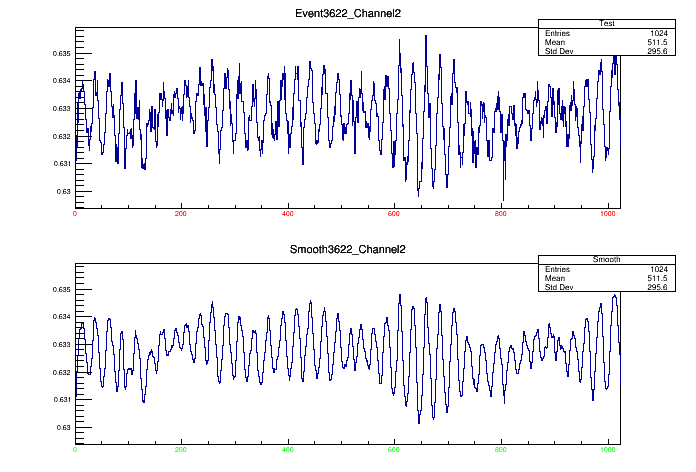 Event3622_Channel2
Test
Entries 1024
Mean 511.5
Std Dev 295.6
0.635
0.634
0.633
0.632
0.631
0.63
0 200 400 600 800 1000
Smooth3622_Channel2
Smooth
Entries 1024
Mean 511.5
Std Dev 295.6
0.635
0.634
0.633
0.632
0.631
0.63
0 200 400 600 800 1000